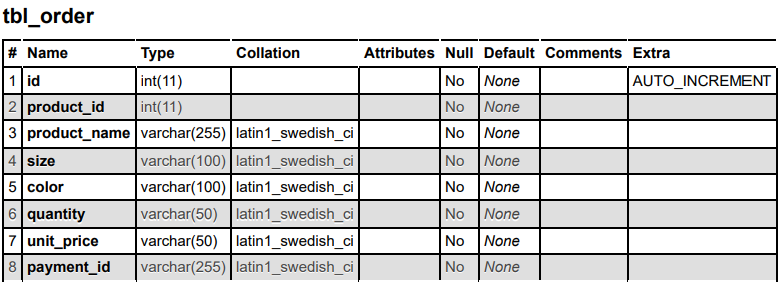 tbl_order
# Name Type Collation Attributes Null Default Comments Extra
1 id int(11) No None AUTO_INCREMENT
2 product_id int(11) No None
3 product_name varchar(255) latin1_swedish_ci No None
4 size varchar(100) latin1_swedish_ci No None
5 color varchar(100) latin1_swedish_ci No None
6 quantity varchar(50) latin1_swedish_ci No None
7 unit_price varchar(50) latin1_swedish_ci No None
8 payment_id varchar(255) latin1_swedish_ci No None